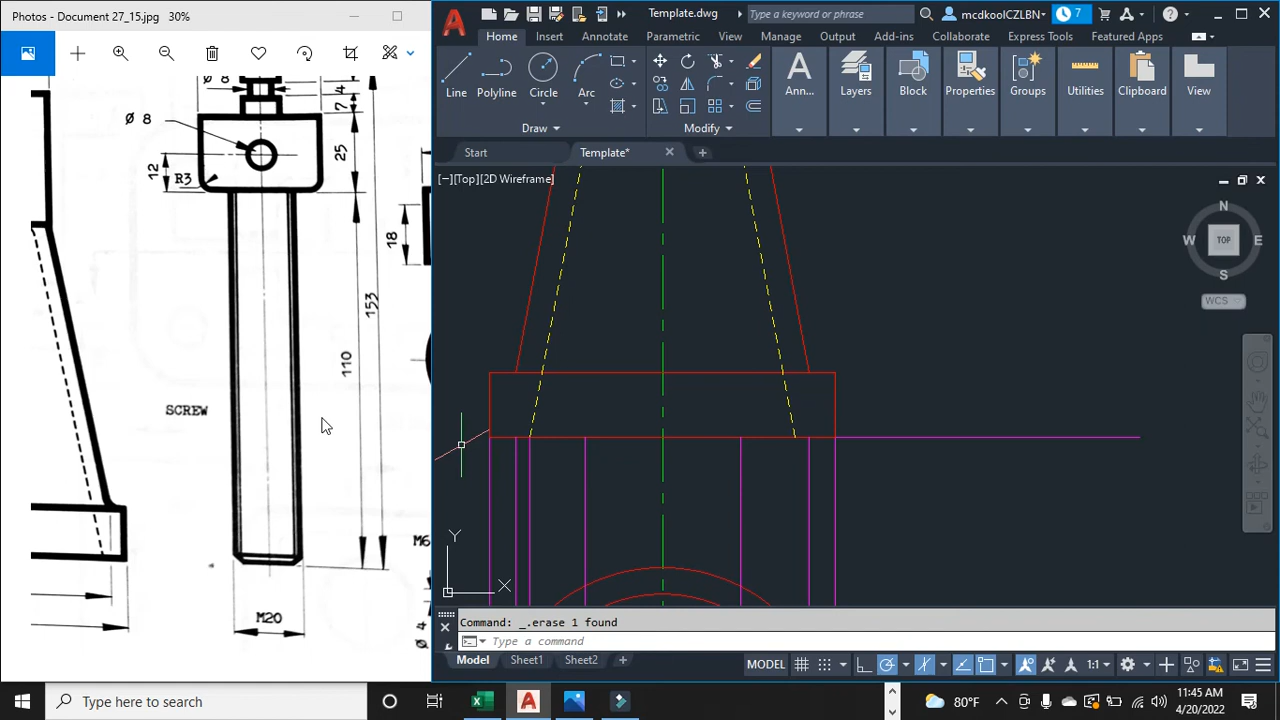 Photos - Document 27_15.jpg  30%
Ø 8
4
7
Ø 8
25
12
R3
18
153
110
SCREW
M6
M20
Ø 4
Template.dwg
Type a keyword or phrase
mcdkooICZLBN
7
Home
Insert
Annotate
Parametric
View
Manage
Output
Add-ins
Collaborate
Express Tools
Featured Apps
Line
Polyline
Circle
Arc
A
Ann...
Layers
Block
Properties
Groups
Utilities
Clipboard
View
Draw
Modify
Start
Template*
[−][Top][2D Wireframe]
N
W
TOP
E
S
WCS
Y
X
Command: _.erase 1 found
Type a command
Model
Sheet1
Sheet2
MODEL
1:1
Type here to search
80°F
11:45 AM
4/20/2022